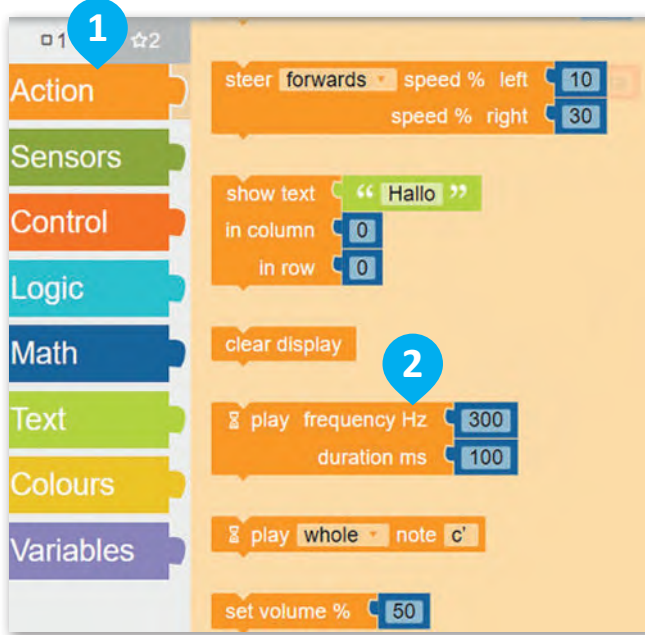 1
1 2
Action
Sensors
Control
Logic
Math
Text
Colours
Variables
steer forwards speed % left 10
speed % right 30
show text “ Hallo ”
in column 0
in row 0
clear display
2
play frequency Hz 300
duration ms 100
play whole note c'
set volume % 50